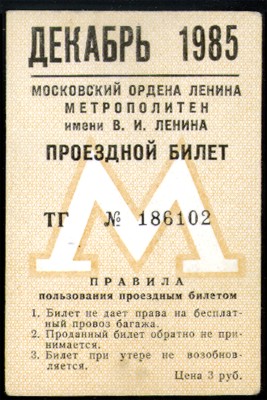 ДЕКАБРЬ 1985
МОСКОВСКИЙ ОРДЕНА ЛЕНИНА
МЕТРОПОЛИТЕН
имени В. И. ЛЕНИНА
ПРОЕЗДНОЙ БИЛЕТ
М
ТГ № 186102
ПРАВИЛА
пользования проездным билетом
1. Билет не дает права на бесплат-
ный провоз багажа.
2. Проданный билет обратно не при-
нимается.
3. Билет при утере не возобнов-
ляется.
Цена 3 руб.